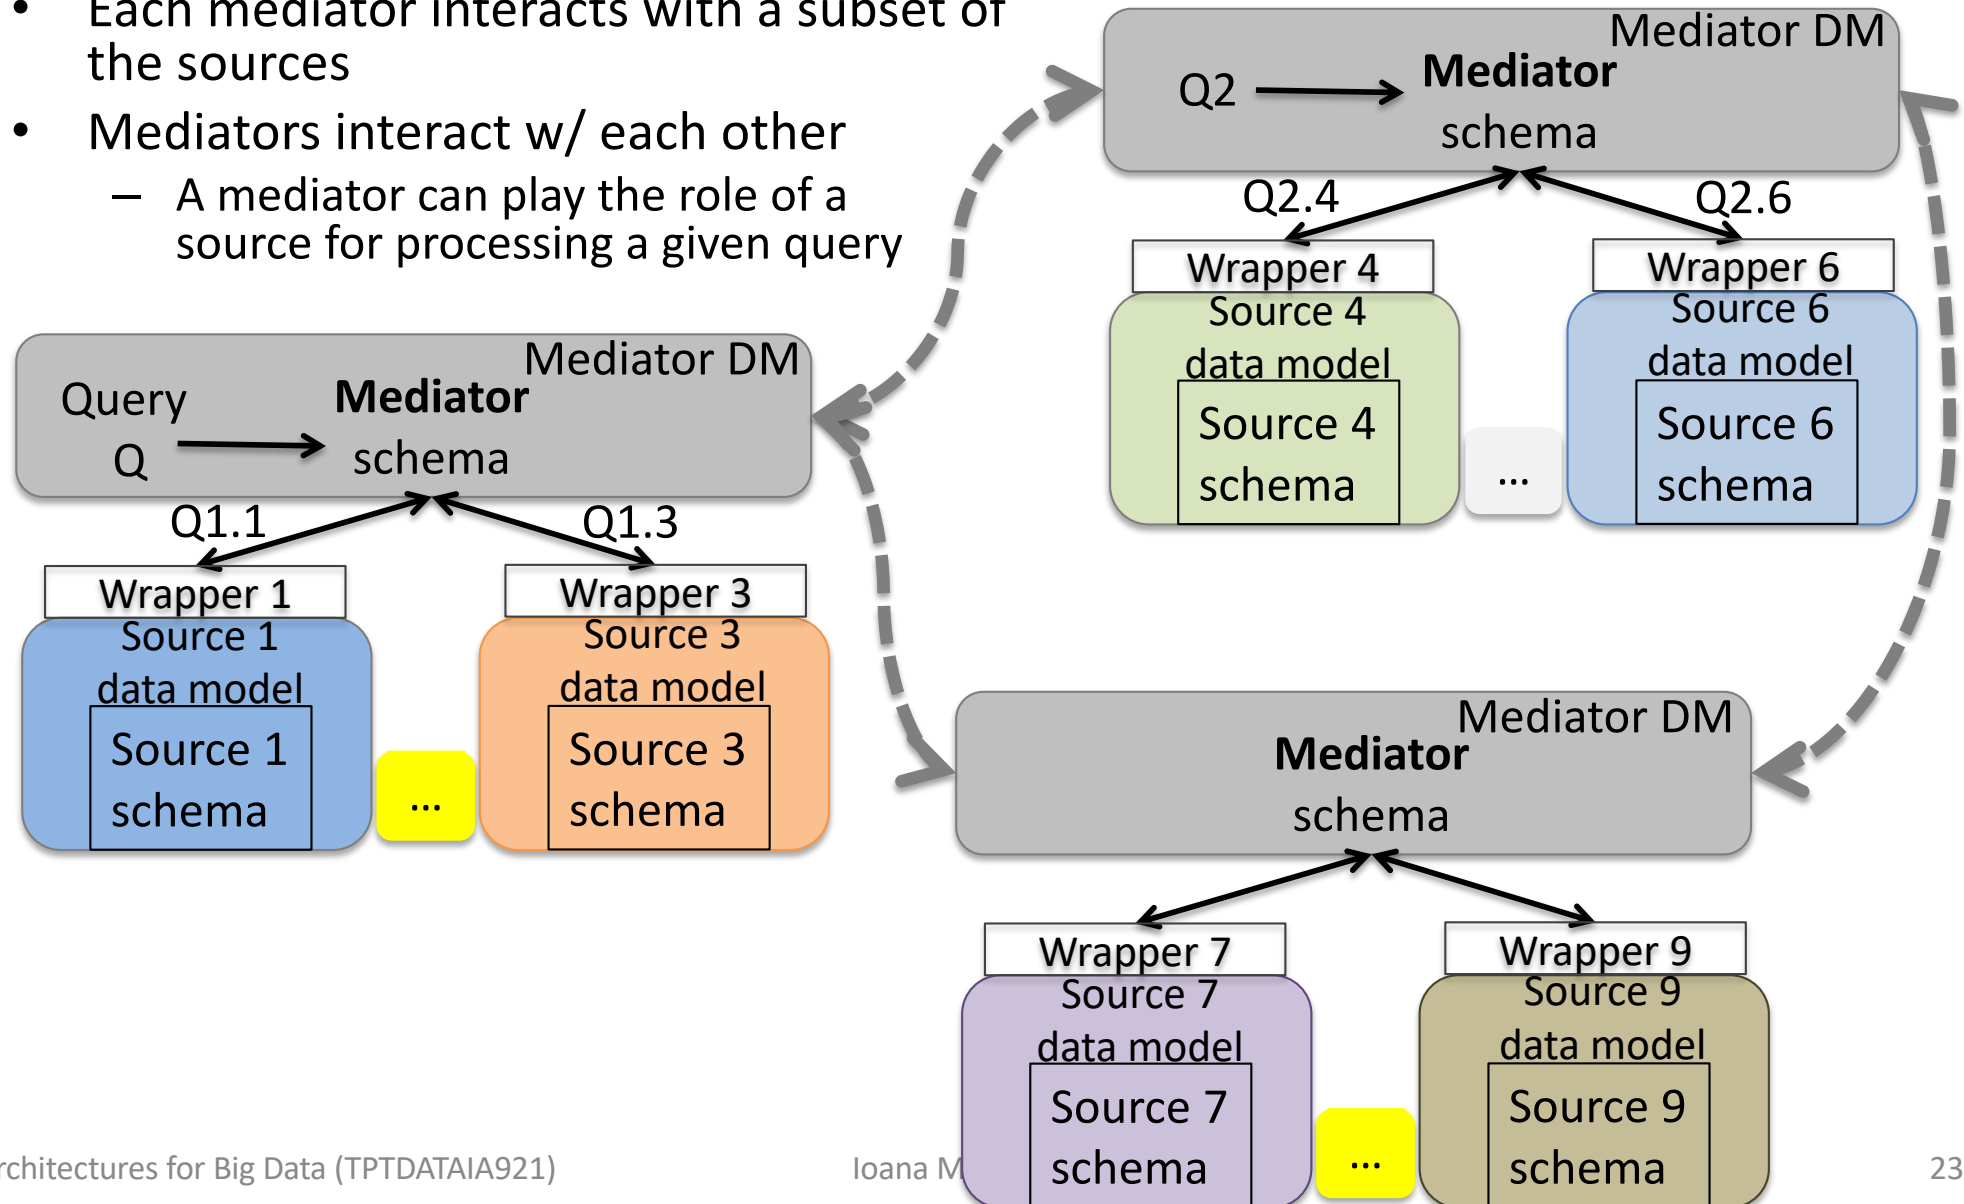 • Each mediator interacts with a subset of
the sources
• Mediators interact w/ each other
– A mediator can play the role of a
source for processing a given query
Mediator DM
Q2
Mediator
schema
Q2.4
Q2.6
Wrapper 4
Source 4
data model
Source 4
schema
...
Wrapper 6
Source 6
data model
Source 6
schema
Mediator DM
Query
Q
Mediator
schema
Q1.1
Q1.3
Wrapper 1
Source 1
data model
Source 1
schema
...
Wrapper 3
Source 3
data model
Source 3
schema
Mediator DM
Mediator
schema
Wrapper 7
Source 7
data model
Source 7
schema
...
Wrapper 9
Source 9
data model
Source 9
schema
rchitectures for Big Data (TPTDATAIA921)
Ioana M
23